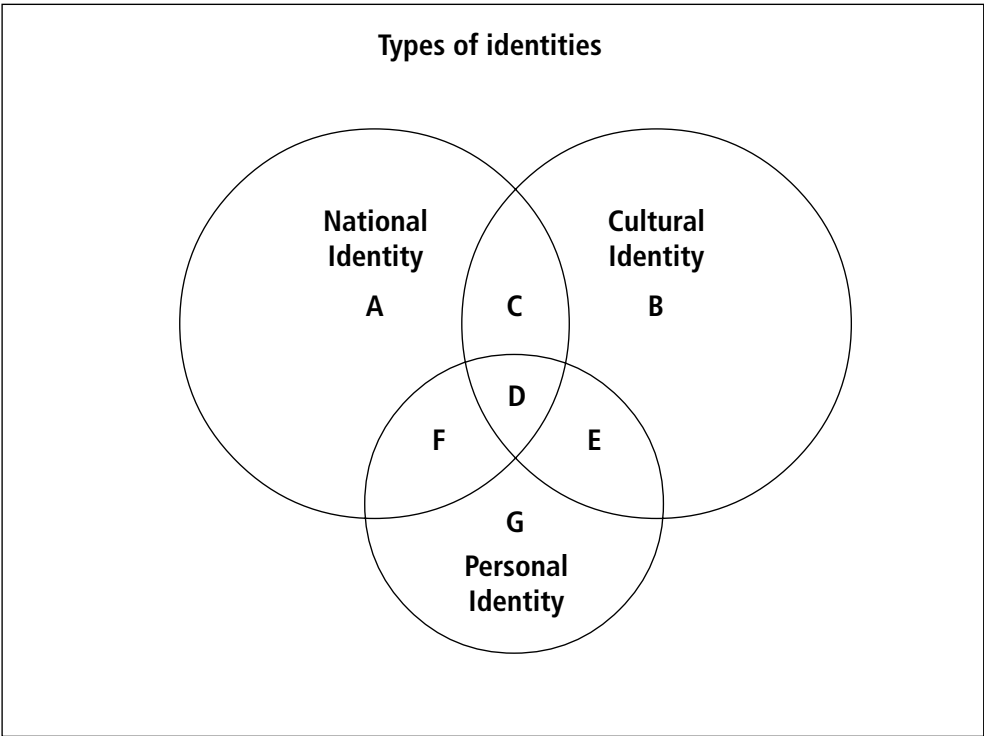 Types of identities
National
Identity
Cultural
Identity
A
C
B
D
F
E
G
Personal
Identity